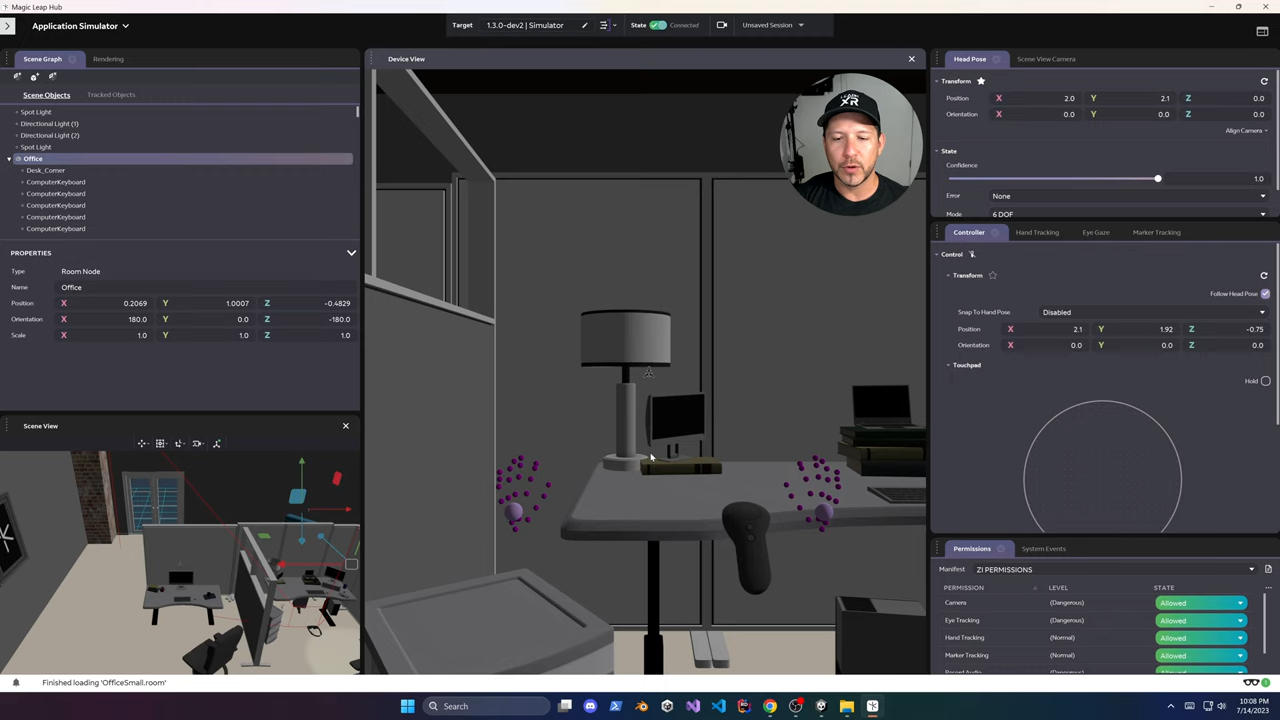 Magic Leap Hub
Application Simulator
Target 1.3.0-dev2 | Simulator State Connected Unsaved Session
Scene Graph Rendering
Scene Objects Tracked Objects
Spot Light
Directional Light (1)
Directional Light (2)
Spot Light
Office
Desk_Corner
ComputerKeyboard
ComputerKeyboard
ComputerKeyboard
ComputerKeyboard
ComputerKeyboard
PROPERTIES
Type Room Node
Name Office
Position X 0.2069 Y 1.0007 Z -0.4829
Orientation X 180.0 Y 0.0 Z -180.0
Scale X 1.0 Y 1.0 Z 1.0
Scene View
Device View
XR
Head Pose Scene View Camera
Transform
Position X 2.0 Y 2.1 Z 0.0
Orientation X 0.0 Y 0.0 Z 0.0
Align Camera
State
Confidence
1.0
Error None
Mode 6 DOF
Controller Hand Tracking Eye Gaze Marker Tracking
Control
Transform
Follow Head Pose
Snap To Hand Pose Disabled
Position X 2.1 Y 1.92 Z -0.75
Orientation X 0.0 Y 0.0 Z 0.0
Touchpad
Hold
Permissions System Events
Manifest ZI PERMISSIONS
PERMISSION LEVEL STATE
Camera (Dangerous) Allowed
Eye Tracking (Dangerous) Allowed
Hand Tracking (Normal) Allowed
Marker Tracking (Normal) Allowed
Record Audio (Dangerous) Allowed
Finished loading 'OfficeSmall.room'
Search
10:08 PM
7/14/2023